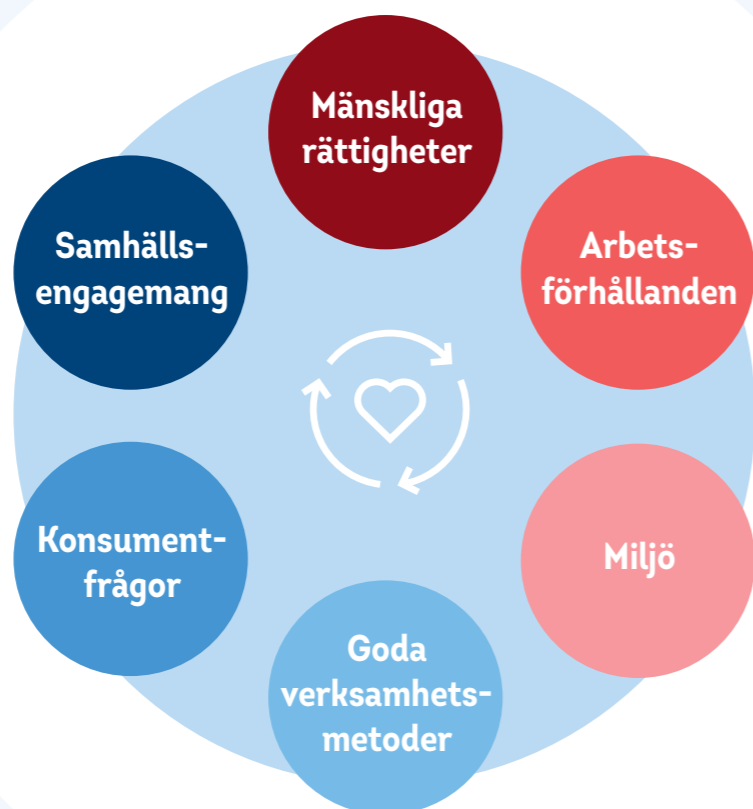 Mänskliga
rättigheter
Arbets-
förhållanden
Miljö
Goda
verksamhets-
metoder
Konsument-
frågor
Samhälls-
engagemang